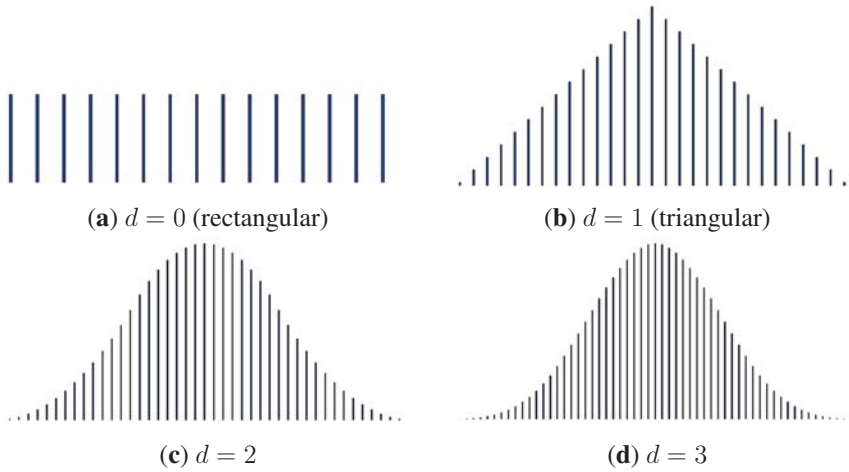 (a) d = 0 (rectangular)
(b) d = 1 (triangular)
(c) d = 2
(d) d = 3